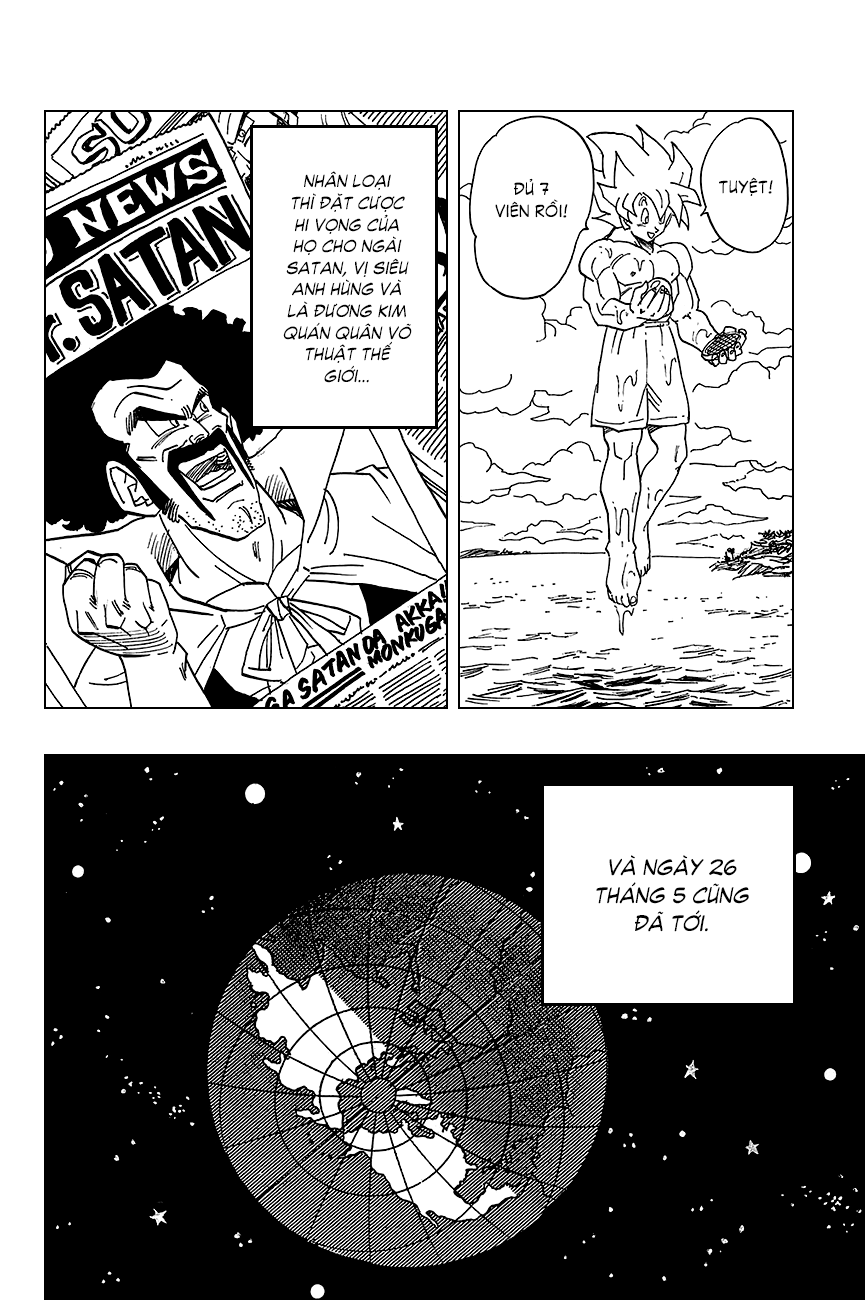 TUYỆT!
ĐỦ 7
VIÊN RỒI!
NHÂN LOẠI
THÌ ĐẶT CƯỢC
HI VỌNG CỦA
HỌ CHO NGÀI
SATAN, VỊ SIÊU
ANH HÙNG VÀ
LÀ ĐƯƠNG KIM
QUÁN QUÂN VÕ
THUẬT THẾ
GIỚI...
SU
NEWS
Mr. SATAN
GA SATAN DA AKKA!
MONKUGA
VÀ NGÀY 26
THÁNG 5 CŨNG
ĐÃ TỚI.